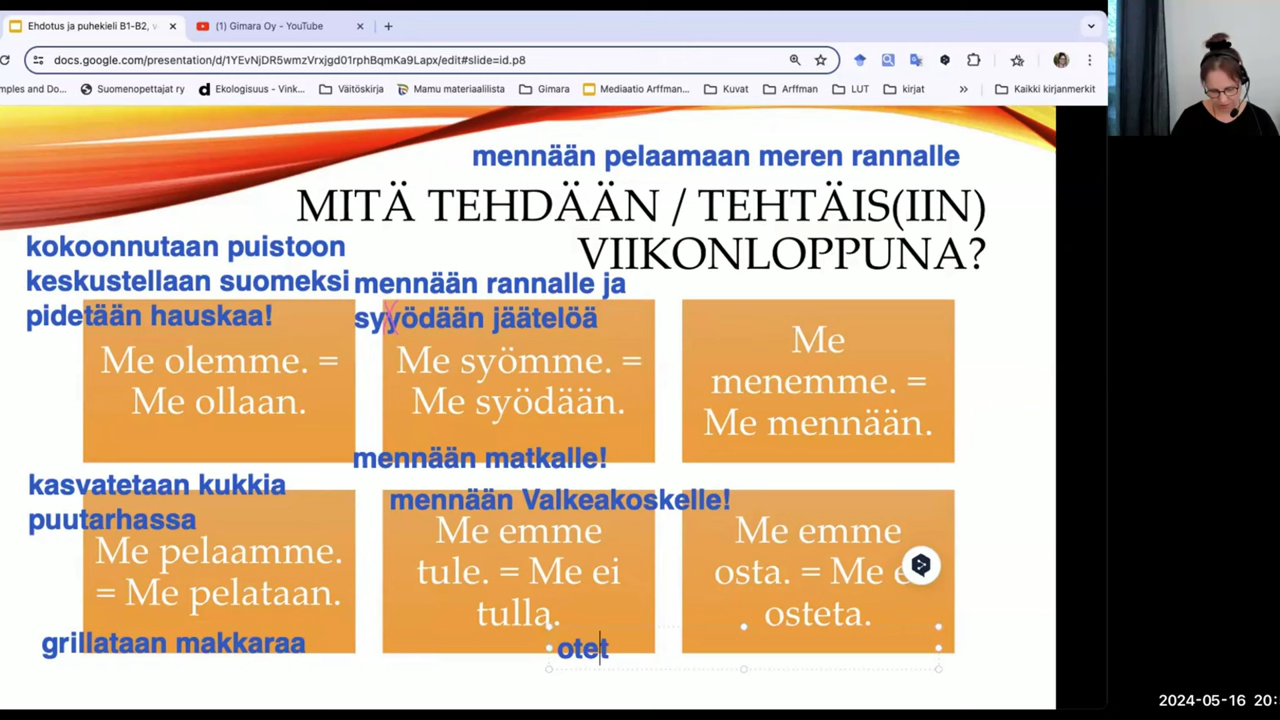 Ehdotus ja puhekieli B1-B2, v
(1) Gimara Oy - YouTube
docs.google.com/presentation/d/1YEvNjDR5wmzVrxjgd01rphBqmKa9Lapx/edit#slide=id.p8
mples and Do...
Suomenopettajat ry
Ekologisuus - Vink...
Väitöskirja
Mamu materiaalilista
Gimara
Mediaatio Arffman...
Kuvat
Arffman
LUT
kirjat
»
Kaikki kirjanmerkit
mennään pelaamaan meren rannalle
MITÄ TEHDÄÄN / TEHTÄIS(IIN)
VIIKONLOPPUNA?
kokoonnutaan puistoon
keskustellaan suomeksi
pidetään hauskaa!
mennään rannalle ja
syyödään jäätelöä
Me olemme. =
Me ollaan.
Me syömme. =
Me syödään.
Me
menemme. =
Me mennään.
mennään matkalle!
kasvatetaan kukkia
puutarhassa
mennään Valkeakoskelle!
Me pelaamme.
= Me pelataan.
Me emme
tule. = Me ei
tulla.
Me emme
osta. = Me e
osteta.
grillataan makkaraa
otet
2024-05-16 20: